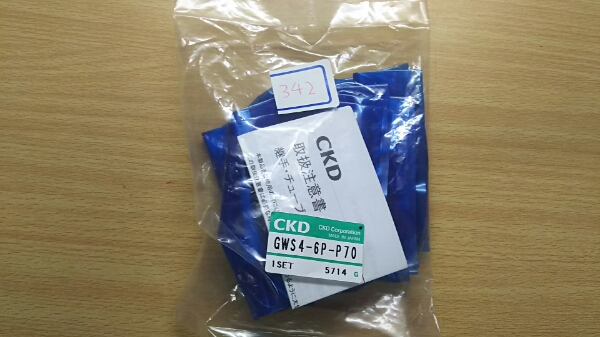 342
CKD
取扱注意書
継手・チューブ
CKD CKD Corporation
MADE IN JAPAN
GWS4-6P-P70
1SET 5714 G